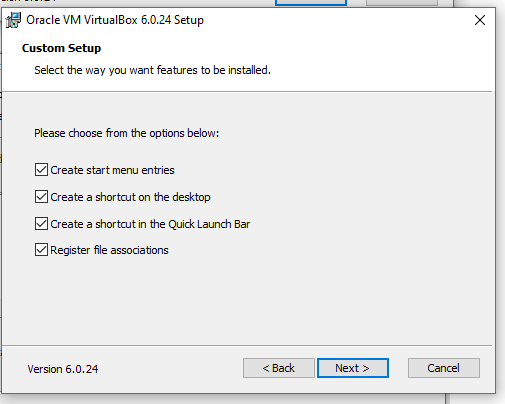 Oracle VM VirtualBox 6.0.24 Setup
Custom Setup
Select the way you want features to be installed.
Please choose from the options below:
Create start menu entries
Create a shortcut on the desktop
Create a shortcut in the Quick Launch Bar
Register file associations
Version 6.0.24
< Back
Next >
Cancel